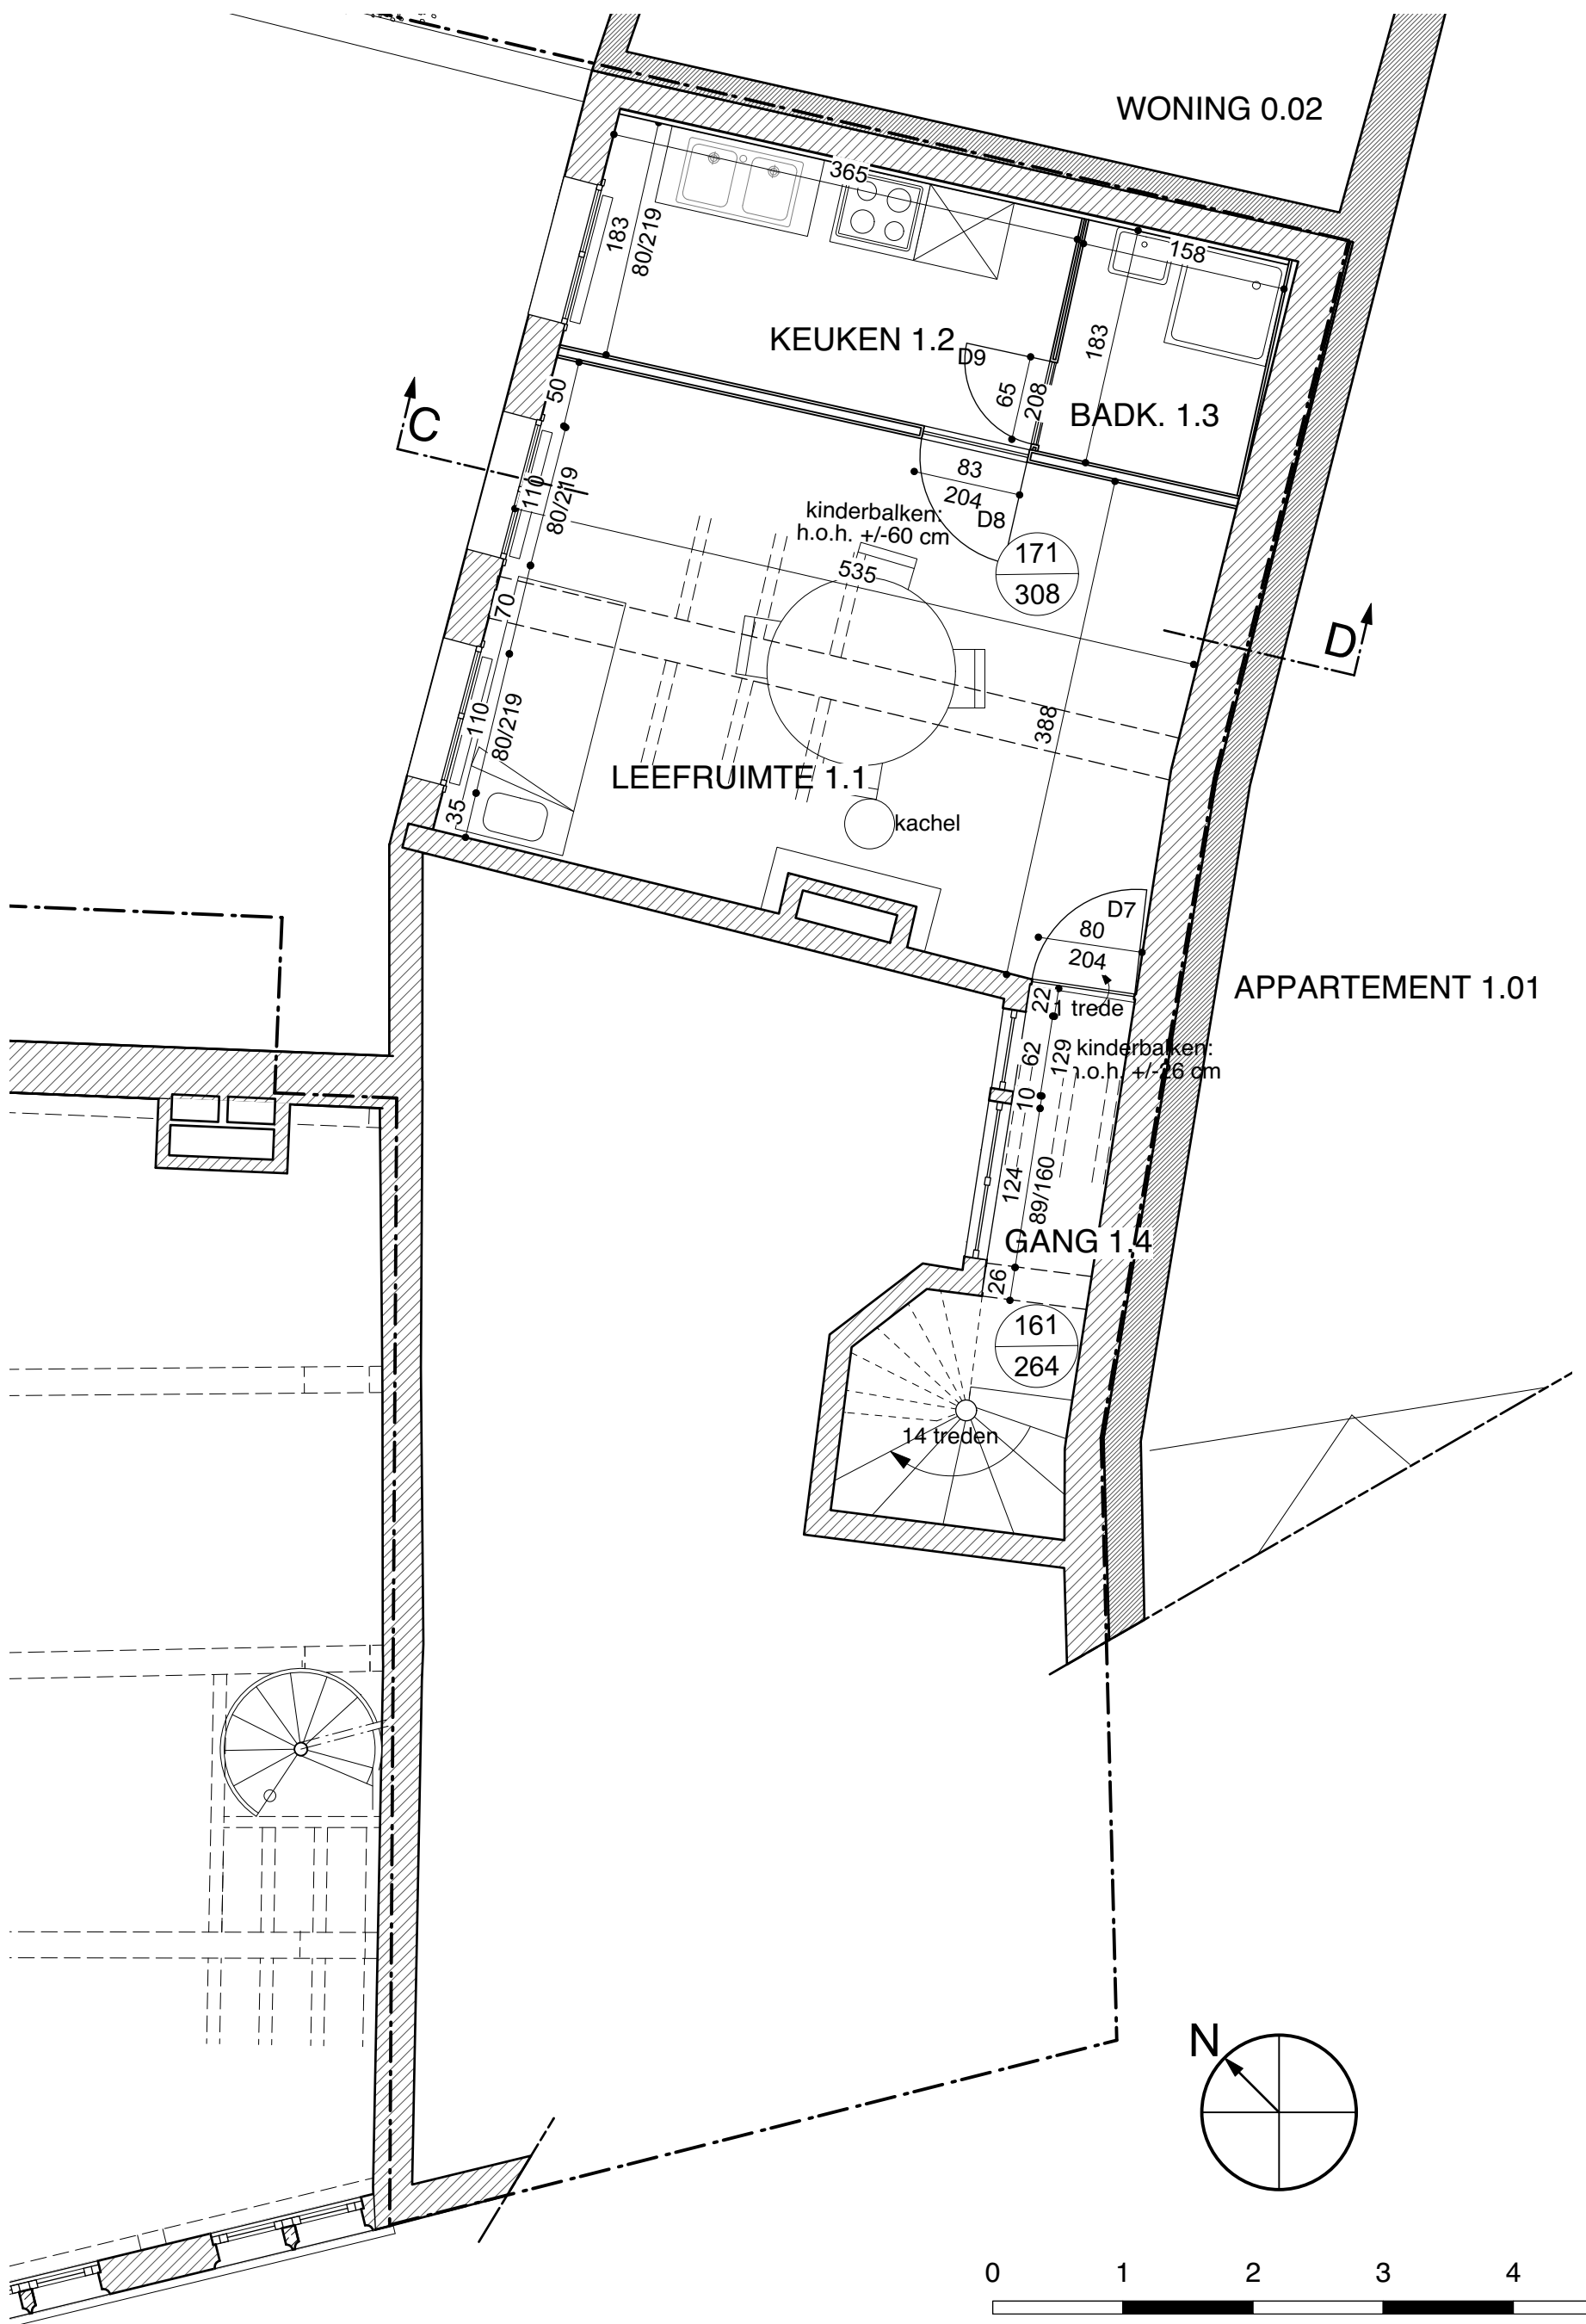 WONING 0.02
365
158
183
80/219
KEUKEN 1.2
D9
65
208
183
BADK. 1.3
C
50
110
80/219
83
204
D8
kinderbalken:
h.o.h. +/-60 cm
171
308
535
D
70
110
80/219
388
LEEFRUIMTE 1.1
35
kachel
D7
80
204
APPARTEMENT 1.01
22
1 trede
62
129
kinderbalken:
h.o.h. +/-26 cm
10
124
89/160
GANG 1.4
26
161
264
14 treden
N
0 1 2 3 4